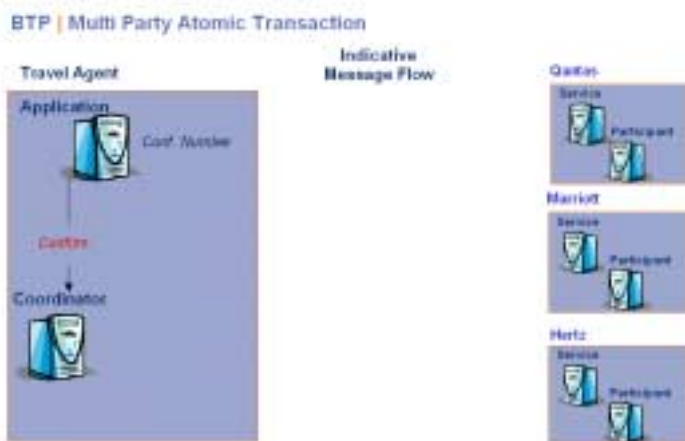 BTP | Multi Party Atomic Transaction
Indicative
Message Flow
Travel Agent
Application
Conf. Number
Confirm
Coordinator
Qantas
Service
Participant
Marriott
Service
Participant
Hertz
Service
Participant